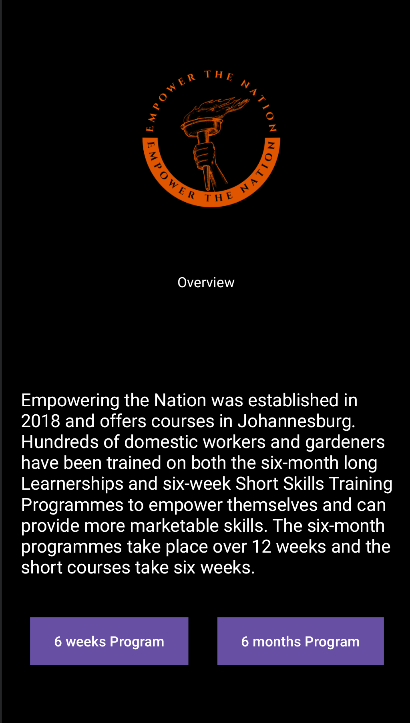 EMPOWER THE NATION
EMPOWER THE NATION
Overview
Empowering the Nation was established in
2018 and offers courses in Johannesburg.
Hundreds of domestic workers and gardeners
have been trained on both the six-month long
Learnerships and six-week Short Skills Training
Programmes to empower themselves and can
provide more marketable skills. The six-month
programmes take place over 12 weeks and the
short courses take six weeks.
6 weeks Program
6 months Program